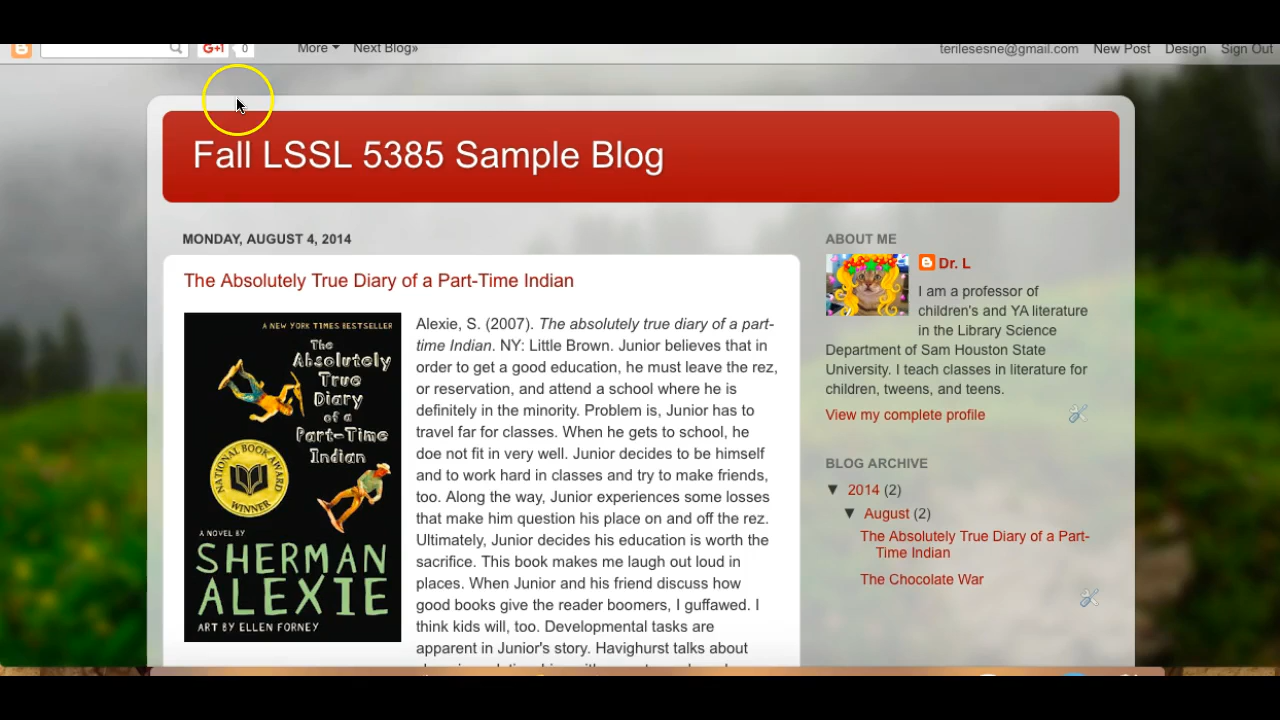 G+1 0 More Next Blog» terilesesne@gmail.com New Post Design Sign Out
Fall LSSL 5385 Sample Blog
MONDAY, AUGUST 4, 2014
The Absolutely True Diary of a Part-Time Indian
A NEW YORK TIMES BESTSELLER
The
Absolutely
True
Diary
of a
Part-Time
Indian
NATIONAL BOOK AWARD
WINNER
A NOVEL BY
SHERMAN
ALEXIE
ART BY ELLEN FORNEY
Alexie, S. (2007). The absolutely true diary of a part-
time Indian. NY: Little Brown. Junior believes that in
order to get a good education, he must leave the rez,
or reservation, and attend a school where he is
definitely in the minority. Problem is, Junior has to
travel far for classes. When he gets to school, he
doe not fit in very well. Junior decides to be himself
and to work hard in classes and try to make friends,
too. Along the way, Junior experiences some losses
that make him question his place on and off the rez.
Ultimately, Junior decides his education is worth the
sacrifice. This book makes me laugh out loud in
places. When Junior and his friend discuss how
good books give the reader boomers, I guffawed. I
think kids will, too. Developmental tasks are
apparent in Junior's story. Havighurst talks about
ABOUT ME
Dr. L
I am a professor of
children's and YA literature
in the Library Science
Department of Sam Houston State
University. I teach classes in literature for
children, tweens, and teens.
View my complete profile
BLOG ARCHIVE
▼ 2014 (2)
▼ August (2)
The Absolutely True Diary of a Part-
Time Indian
The Chocolate War